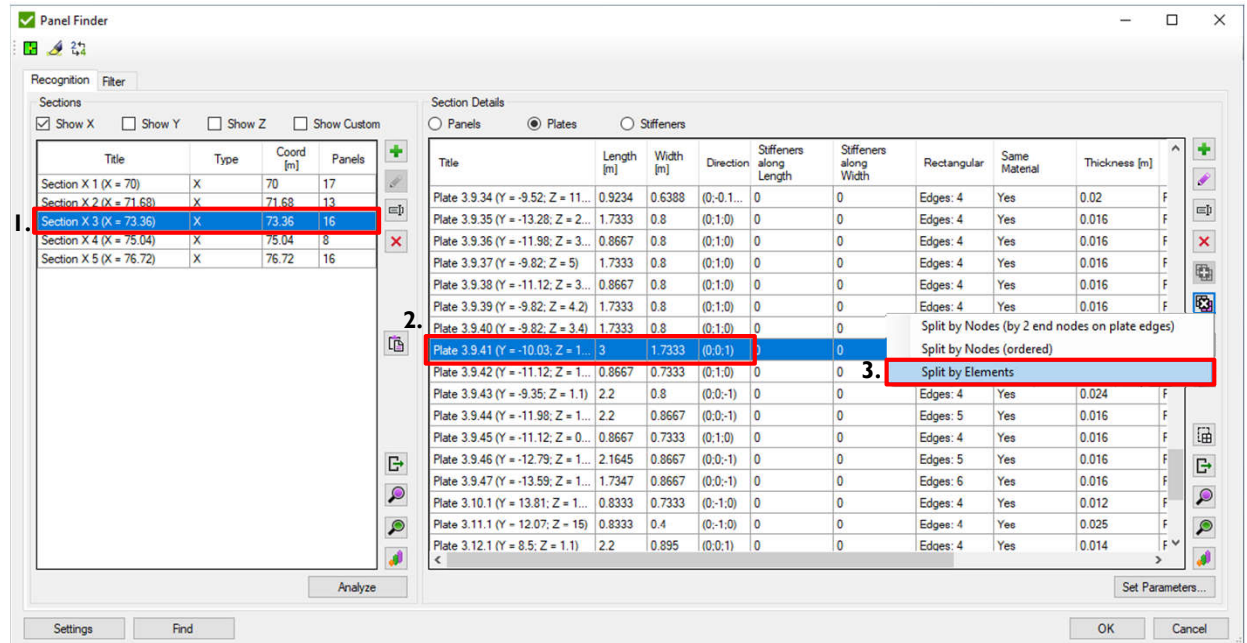 Panel Finder
Recognition Filter
Sections
Show X Show Y Show Z Show Custom
Title Type Coord [m] Panels
Section X 1 (X = 70) X 70 17
Section X 2 (X = 71.68) X 71.68 13
1. Section X 3 (X = 73.36) X 73.36 16
Section X 4 (X = 75.04) X 75.04 8
Section X 5 (X = 76.72) X 76.72 16
Analyze
Section Details
Panels Plates Stiffeners
Title Length [m] Width [m] Direction Stiffeners along Length Stiffeners along Width Rectangular Same Material Thickness [m]
Plate 3.9.34 (Y = -9.52; Z = 11... 0.9234 0.6388 (0;-0.1... 0 0 Edges: 4 Yes 0.02 F
Plate 3.9.35 (Y = -13.28; Z = 2... 1.7333 0.8 (0;1;0) 0 0 Edges: 4 Yes 0.016 F
Plate 3.9.36 (Y = -11.98; Z = 3... 0.8667 0.8 (0;1;0) 0 0 Edges: 4 Yes 0.016 F
Plate 3.9.37 (Y = -9.82; Z = 5) 1.7333 0.8 (0;1;0) 0 0 Edges: 4 Yes 0.016 F
Plate 3.9.38 (Y = -11.12; Z = 3... 0.8667 0.8 (0;1;0) 0 0 Edges: 4 Yes 0.016 F
Plate 3.9.39 (Y = -9.82; Z = 4.2) 1.7333 0.8 (0;1;0) 0 0 Edges: 4 Yes 0.016 F
2. Plate 3.9.40 (Y = -9.82; Z = 3.4) 1.7333 0.8 (0;1;0) 0 0
Plate 3.9.41 (Y = -10.03; Z = 1... 3 1.7333 (0;0;1) 0 0
Plate 3.9.42 (Y = -11.12; Z = 1... 0.8667 0.7333 (0;1;0) 0 0
Split by Nodes (by 2 end nodes on plate edges)
Split by Nodes (ordered)
3. Split by Elements
Plate 3.9.43 (Y = -9.35; Z = 1.1) 2.2 0.8 (0;0;-1) 0 0 Edges: 4 Yes 0.024 F
Plate 3.9.44 (Y = -11.98; Z = 1... 2.2 0.8667 (0;0;-1) 0 0 Edges: 5 Yes 0.016 F
Plate 3.9.45 (Y = -11.12; Z = 0... 0.8667 0.7333 (0;1;0) 0 0 Edges: 4 Yes 0.016 F
Plate 3.9.46 (Y = -12.79; Z = 1... 2.1645 0.8667 (0;0;-1) 0 0 Edges: 5 Yes 0.016 F
Plate 3.9.47 (Y = -13.59; Z = 1... 1.7347 0.8667 (0;0;-1) 0 0 Edges: 6 Yes 0.016 F
Plate 3.10.1 (Y = 13.81; Z = 1... 0.8333 0.7333 (0;-1;0) 0 0 Edges: 4 Yes 0.012 F
Plate 3.11.1 (Y = 12.07; Z = 15) 0.8333 0.4 (0;-1;0) 0 0 Edges: 4 Yes 0.025 F
Plate 3.12.1 (Y = 8.5; Z = 1.1) 2.2 0.895 (0;0;1) 0 0 Edges: 4 Yes 0.014 F
Set Parameters...
Settings Find OK Cancel